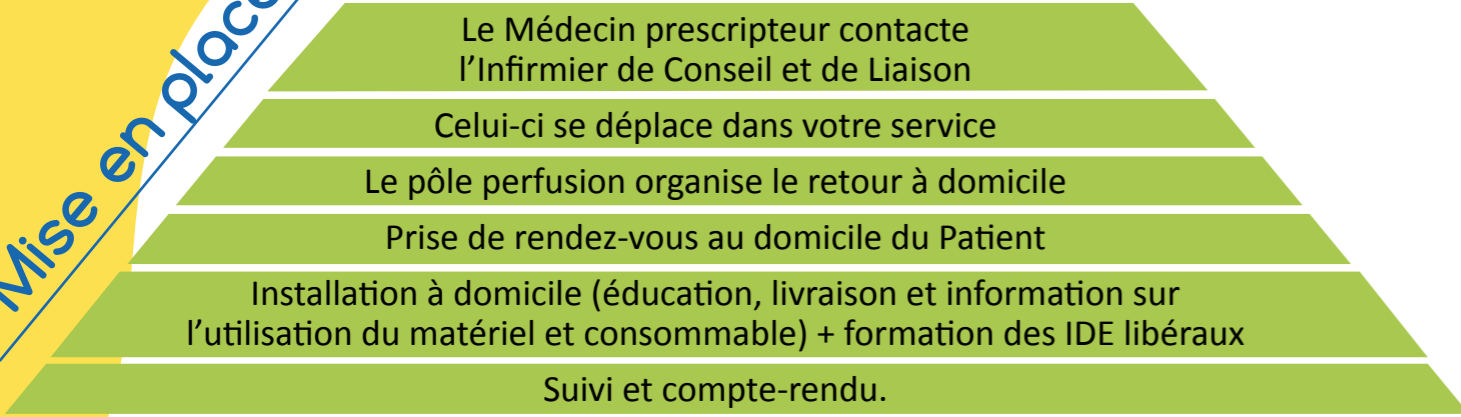 Mise en place
Le Médecin prescripteur contacte
l'Infirmier de Conseil et de Liaison
Celui-ci se déplace dans votre service
Le pôle perfusion organise le retour à domicile
Prise de rendez-vous au domicile du Patient
Installation à domicile (éducation, livraison et information sur
l'utilisation du matériel et consommable) + formation des IDE libéraux
Suivi et compte-rendu.